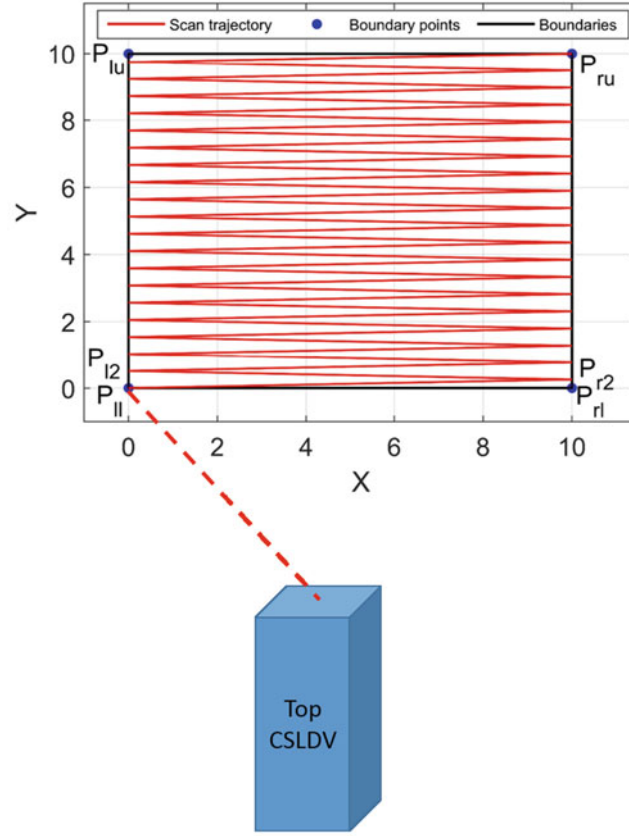 Scan trajectory Boundary points Boundaries
10
P_lu
P_ru
8
6
Y
4
2
P_l2
P_r2
0
P_ll
P_rl
0 2 4 6 8 10
X
Top
CSLDV